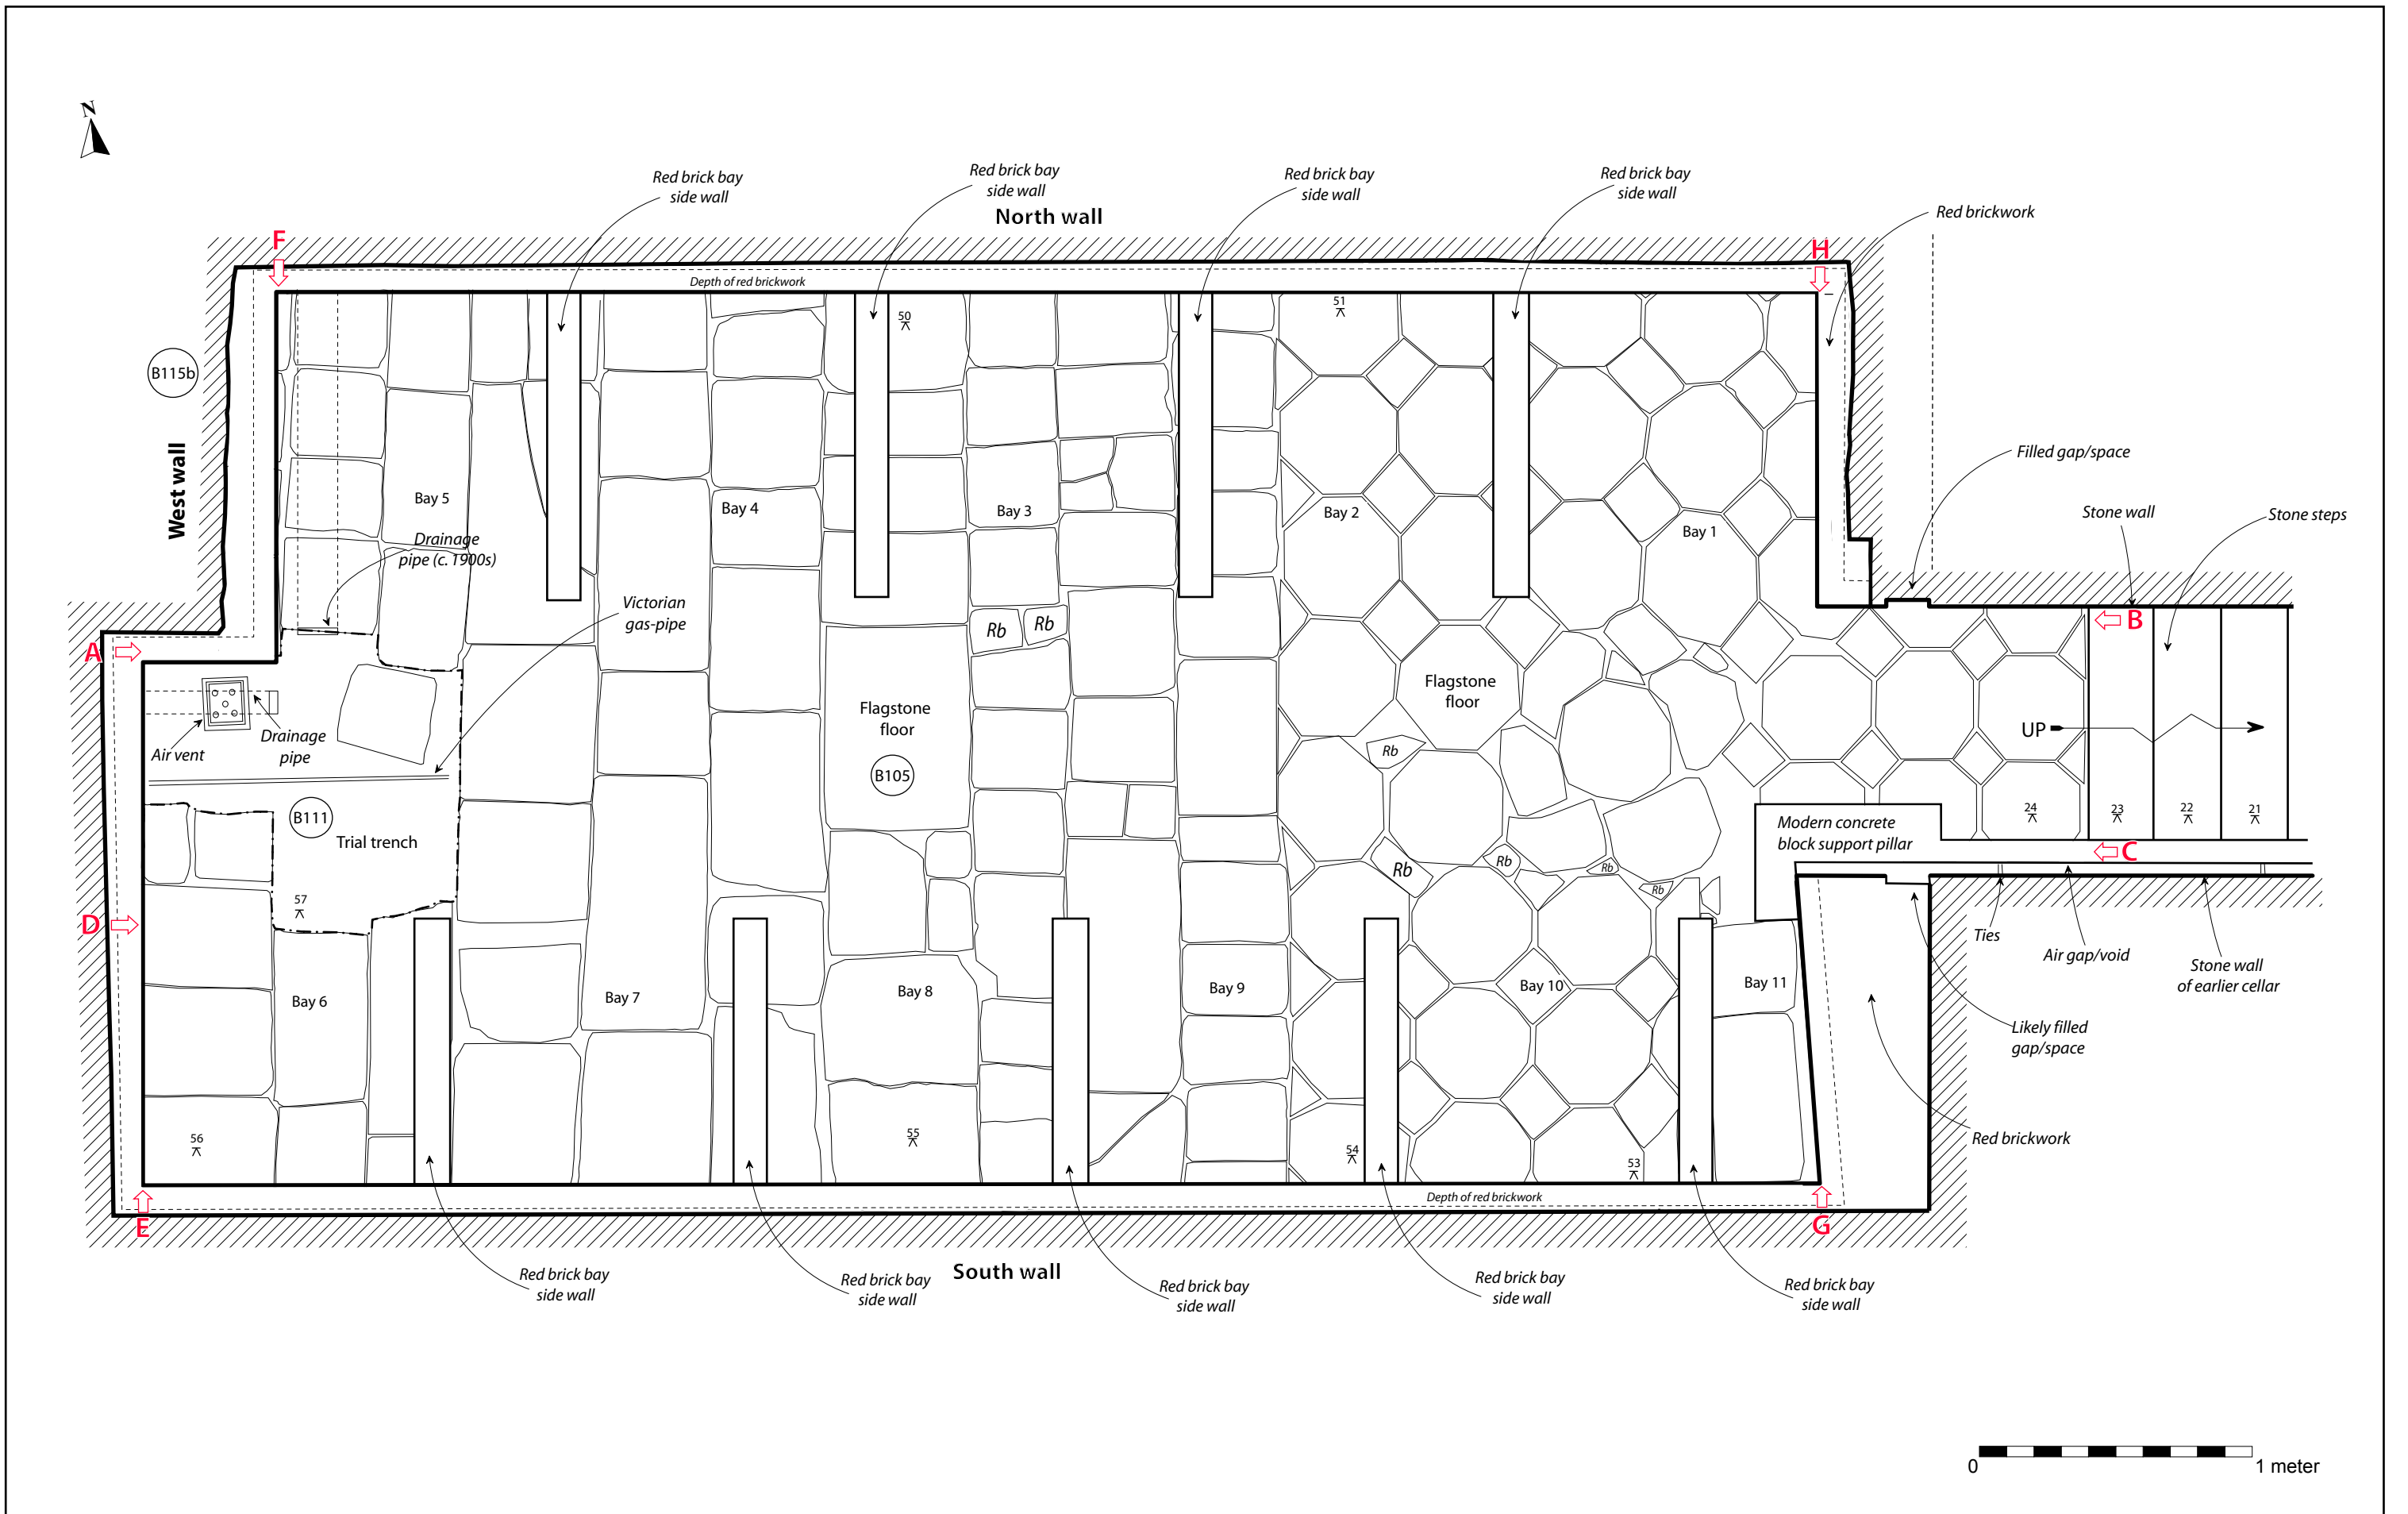 N
Red brick bay
side wall
Red brick bay
side wall
Red brick bay
side wall
Red brick bay
side wall
North wall
Red brickwork
F
H
Depth of red brickwork
50
51
B115b
West wall
Filled gap/space
Bay 5
Bay 4
Bay 3
Bay 2
Bay 1
Stone wall
Stone steps
Drainage
pipe (c. 1900s)
Victorian
gas-pipe
Rb
Rb
A
B
Flagstone
floor
Flagstone
floor
Air vent
Drainage
pipe
UP
Rb
B105
B111
Trial trench
24
23
22
21
Modern concrete
block support pillar
C
Rb
Rb
Rb
Rb
57
D
Ties
Air gap/void
Stone wall
of earlier cellar
Bay 6
Bay 7
Bay 8
Bay 9
Bay 10
Bay 11
Likely filled
gap/space
56
55
54
53
Red brickwork
Depth of red brickwork
E
G
South wall
Red brick bay
side wall
Red brick bay
side wall
Red brick bay
side wall
Red brick bay
side wall
Red brick bay
side wall
0
1 meter